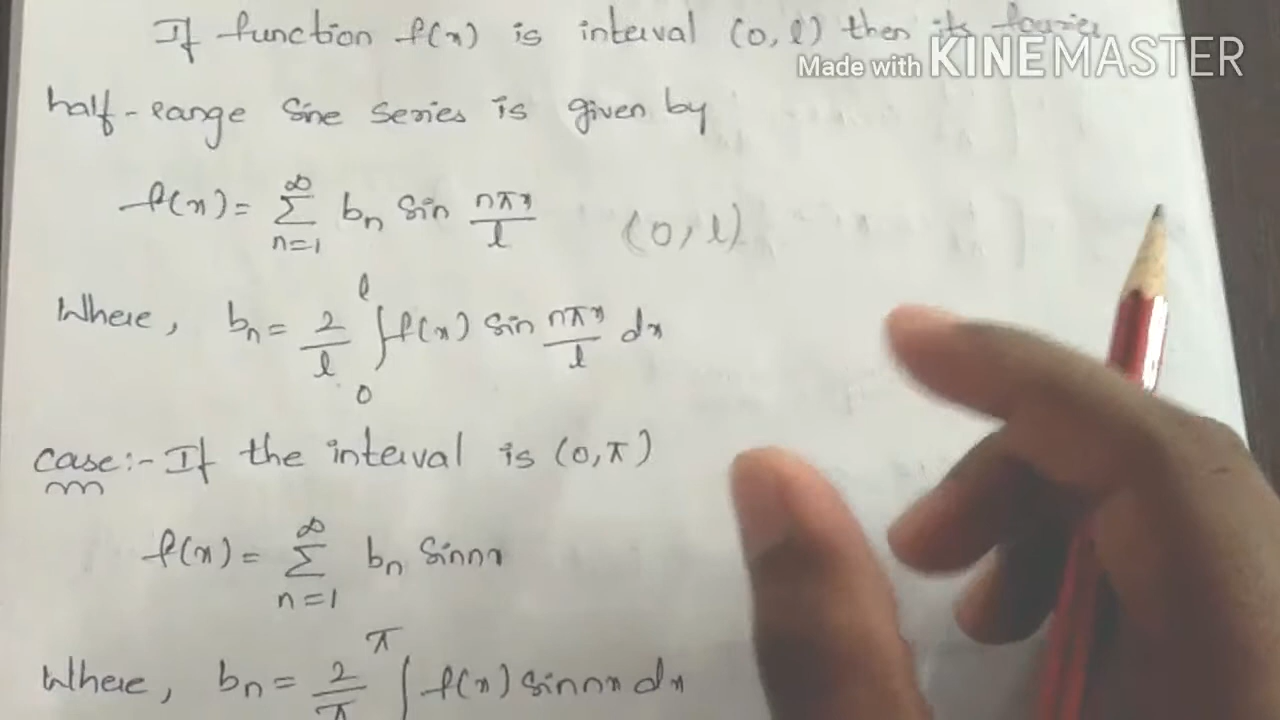 If function f(x) is interval (0, l) then its fourier
Made with KINEMASTER
half-range Sine series is given by
f(x) = ∞ Σ n=1 bn Sin nπx/l (0, l)
Where, bn = 2/l ∫₀ˡ f(x) sin nπx/l dx
case:- If the interval is (0, π)
f(x) = ∞ Σ n=1 bn Sinnx
Where, bn = 2/π ∫^π f(x) sinnx dx